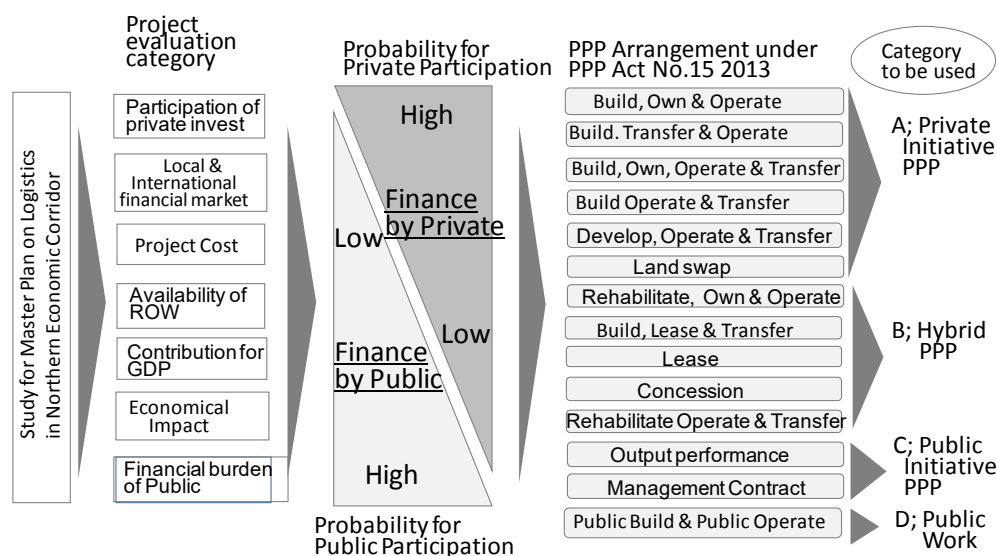 Study for Master Plan on Logistics
in Northern Economic Corridor
Project
evaluation
category
Participation of
private invest
Local &
International
financial market
Project Cost
Availability of
ROW
Contribution for
GDP
Economical
Impact
Financial burden
of Public
Probability for
Private Participation
High
Finance
by Private
Low
Low
Finance
by Public
High
Probability for
Public Participation
PPP Arrangement under
PPP Act No.15 2013
Build, Own & Operate
Build. Transfer & Operate
Build, Own, Operate & Transfer
Build Operate & Transfer
Develop, Operate & Transfer
Land swap
Rehabilitate, Own & Operate
Build, Lease & Transfer
Lease
Concession
Rehabilitate Operate & Transfer
Output performance
Management Contract
Public Build & Public Operate
Category
to be used
A; Private
Initiative
PPP
B; Hybrid
PPP
C; Public
Initiative
PPP
D; Public
Work